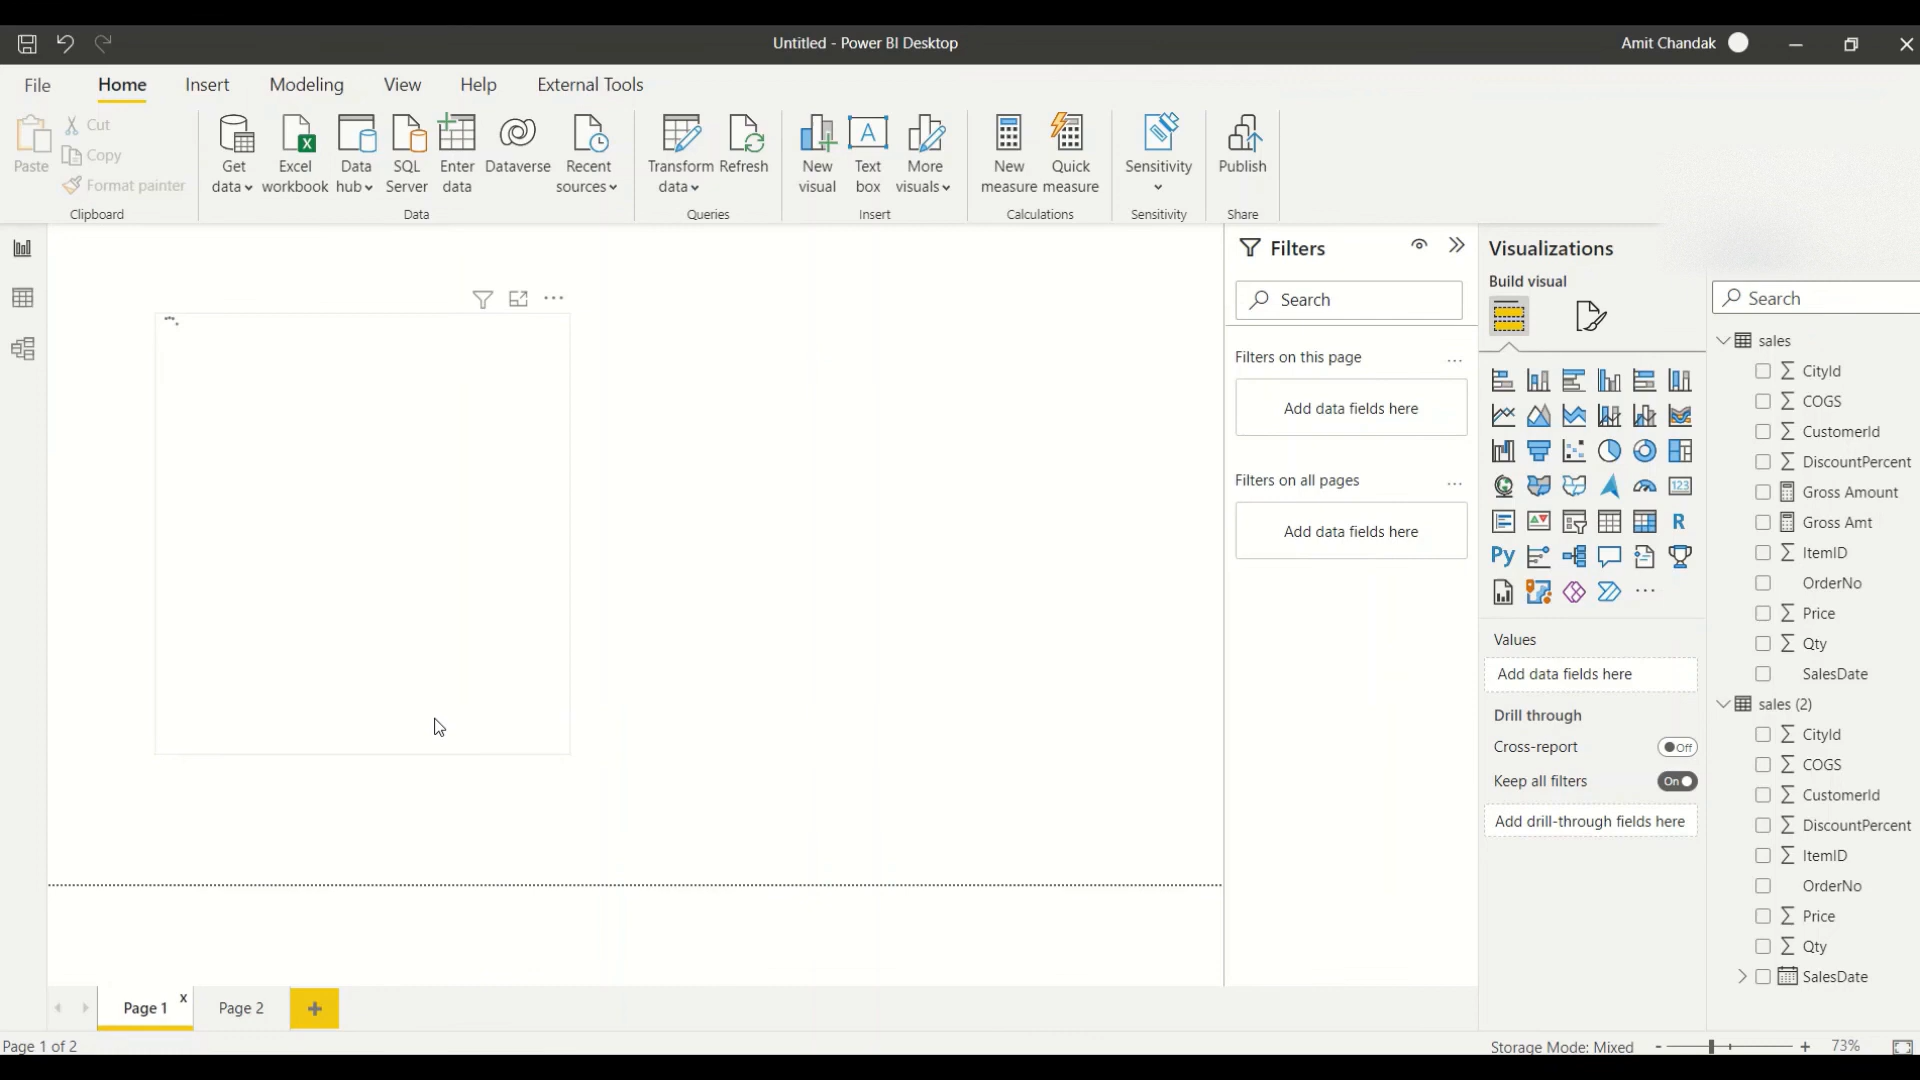 Untitled - Power BI Desktop
Amit Chandak
File
Home
Insert
Modeling
View
Help
External Tools
Paste
Cut
Copy
Format painter
Clipboard
Get
data
Excel
workbook
Data
hub
SQL
Server
Enter
data
Dataverse
Recent
sources
Data
Transform
data
Refresh
Queries
New
visual
Text
box
More
visuals
Insert
New
measure
Quick
measure
Calculations
Sensitivity
Sensitivity
Publish
Share
Filters
Search
Filters on this page
...
Add data fields here
Filters on all pages
...
Add data fields here
Visualizations
Build visual
123
R
Py
...
Values
Add data fields here
Drill through
Cross-report
Off
Keep all filters
On
Add drill-through fields here
Search
sales
CityId
COGS
CustomerId
DiscountPercent
Gross Amount
Gross Amt
ItemID
OrderNo
Price
Qty
SalesDate
sales (2)
CityId
COGS
CustomerId
DiscountPercent
ItemID
OrderNo
Price
Qty
SalesDate
Page 1
x
Page 2
+
Page 1 of 2
Storage Mode: Mixed
-
+
73%